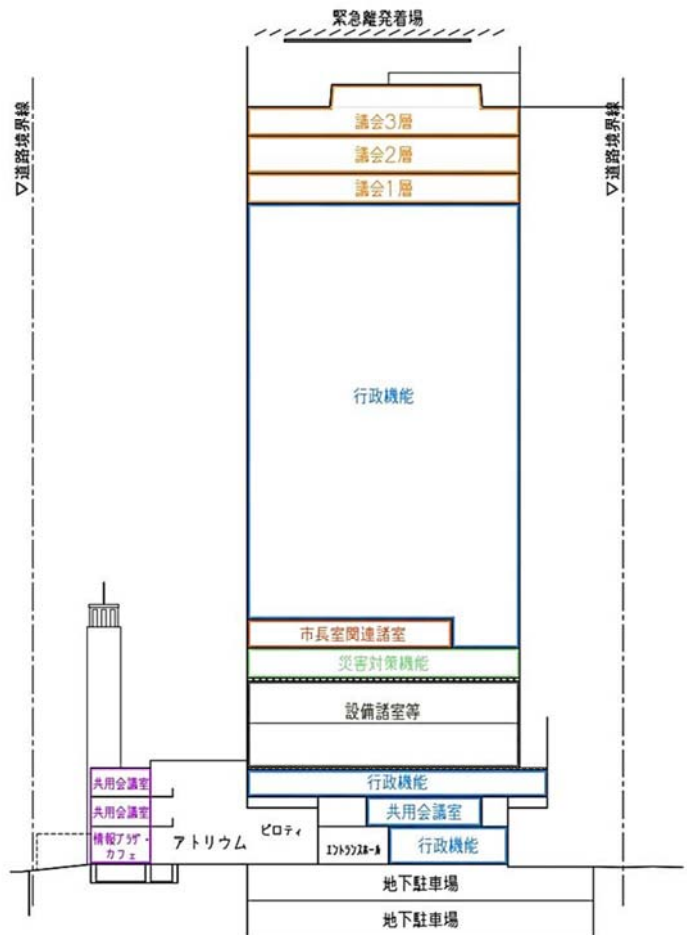 緊急離発着場
▽道路境界線
▽道路境界線
議会3層
議会2層
議会1層
行政機能
市長室関連諸室
災害対策機能
設備諸室等
行政機能
共用会議室
共用会議室
共用会議室
情報プラザ・
カフェ
アトリウム
ピロティ
エントランスホール
行政機能
地下駐車場
地下駐車場